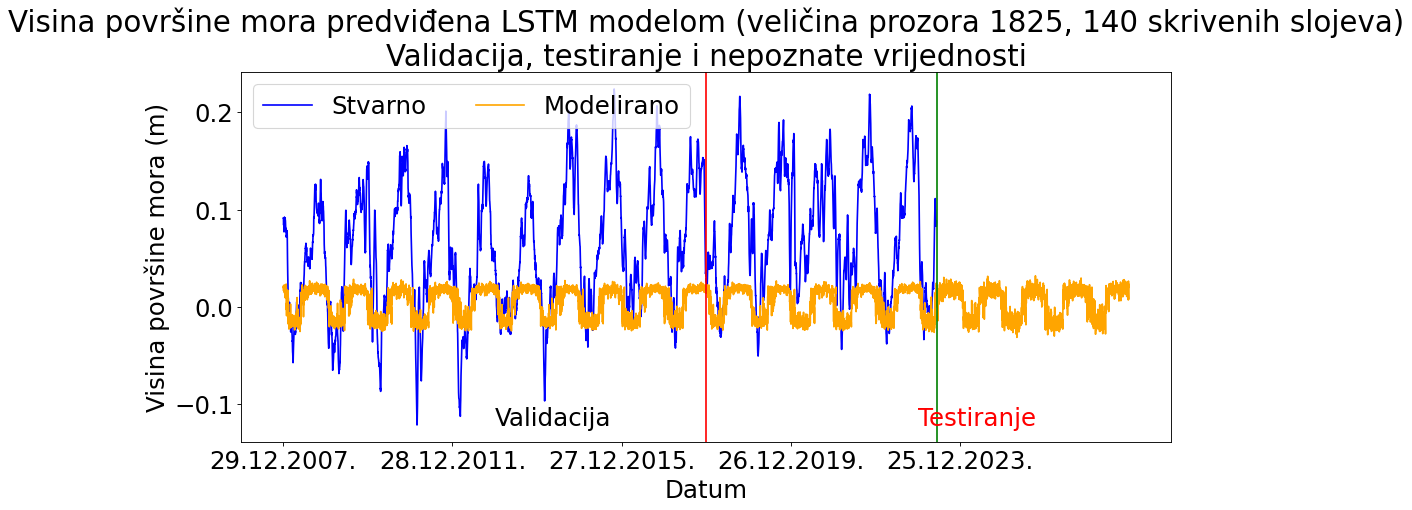 Visina površine mora predviđena LSTM modelom (veličina prozora 1825, 140 skrivenih slojeva)
Validacija, testiranje i nepoznate vrijednosti
Stvarno Modelirano
Visina površine mora (m)
0.2
0.1
0.0
−0.1
Validacija
Testiranje
29.12.2007. 28.12.2011. 27.12.2015. 26.12.2019. 25.12.2023.
Datum